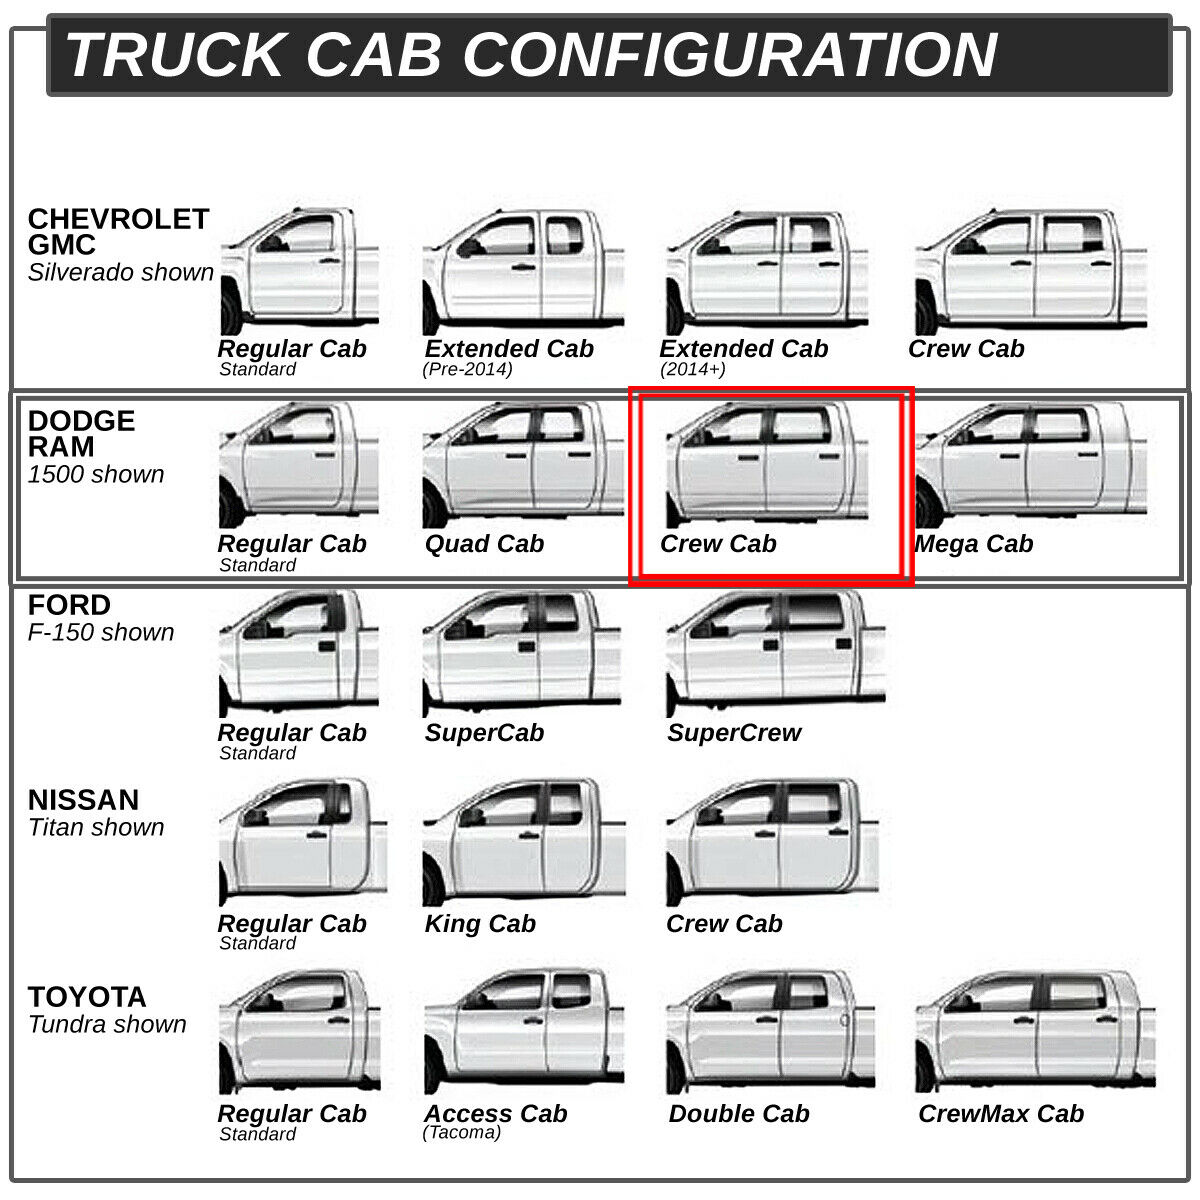 TRUCK CAB CONFIGURATION
CHEVROLET
GMC
Silverado shown
Regular Cab
Standard
Extended Cab
(Pre-2014)
Extended Cab
(2014+)
Crew Cab
DODGE
RAM
1500 shown
Regular Cab
Standard
Quad Cab
Crew Cab
Mega Cab
FORD
F-150 shown
Regular Cab
Standard
SuperCab
SuperCrew
NISSAN
Titan shown
Regular Cab
Standard
King Cab
Crew Cab
TOYOTA
Tundra shown
Regular Cab
Standard
Access Cab
(Tacoma)
Double Cab
CrewMax Cab